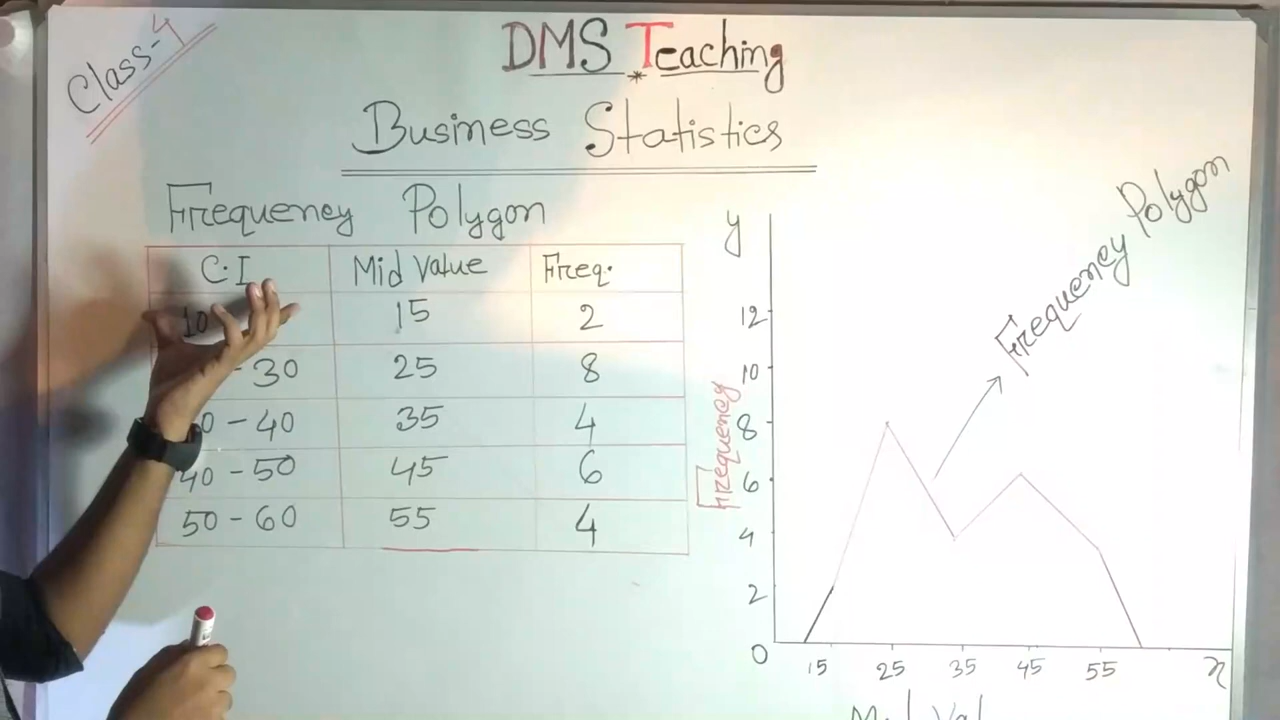 Class-4
DMS Teaching
Business Statistics
Frequency Polygon
C.I Mid Value Freq.
10 15 2
- 30 25 8
0 - 40 35 4
40 - 50 45 6
50 - 60 55 4
y
12
10
8
6
4
2
0
Frequency
Frequency Polygon
15 25 35 45 55 x